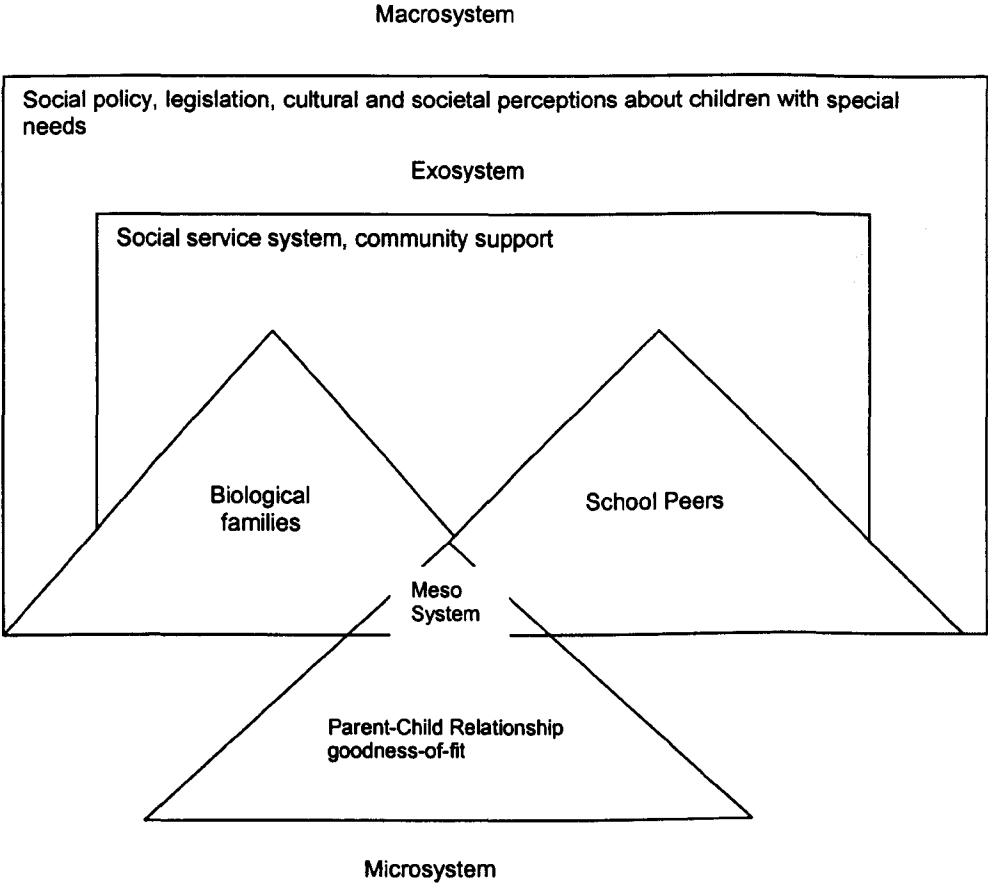 Macrosystem
Social policy, legislation, cultural and societal perceptions about children with special
needs
Exosystem
Social service system, community support
Biological
families
School Peers
Meso
System
Parent-Child Relationship
goodness-of-fit
Microsystem